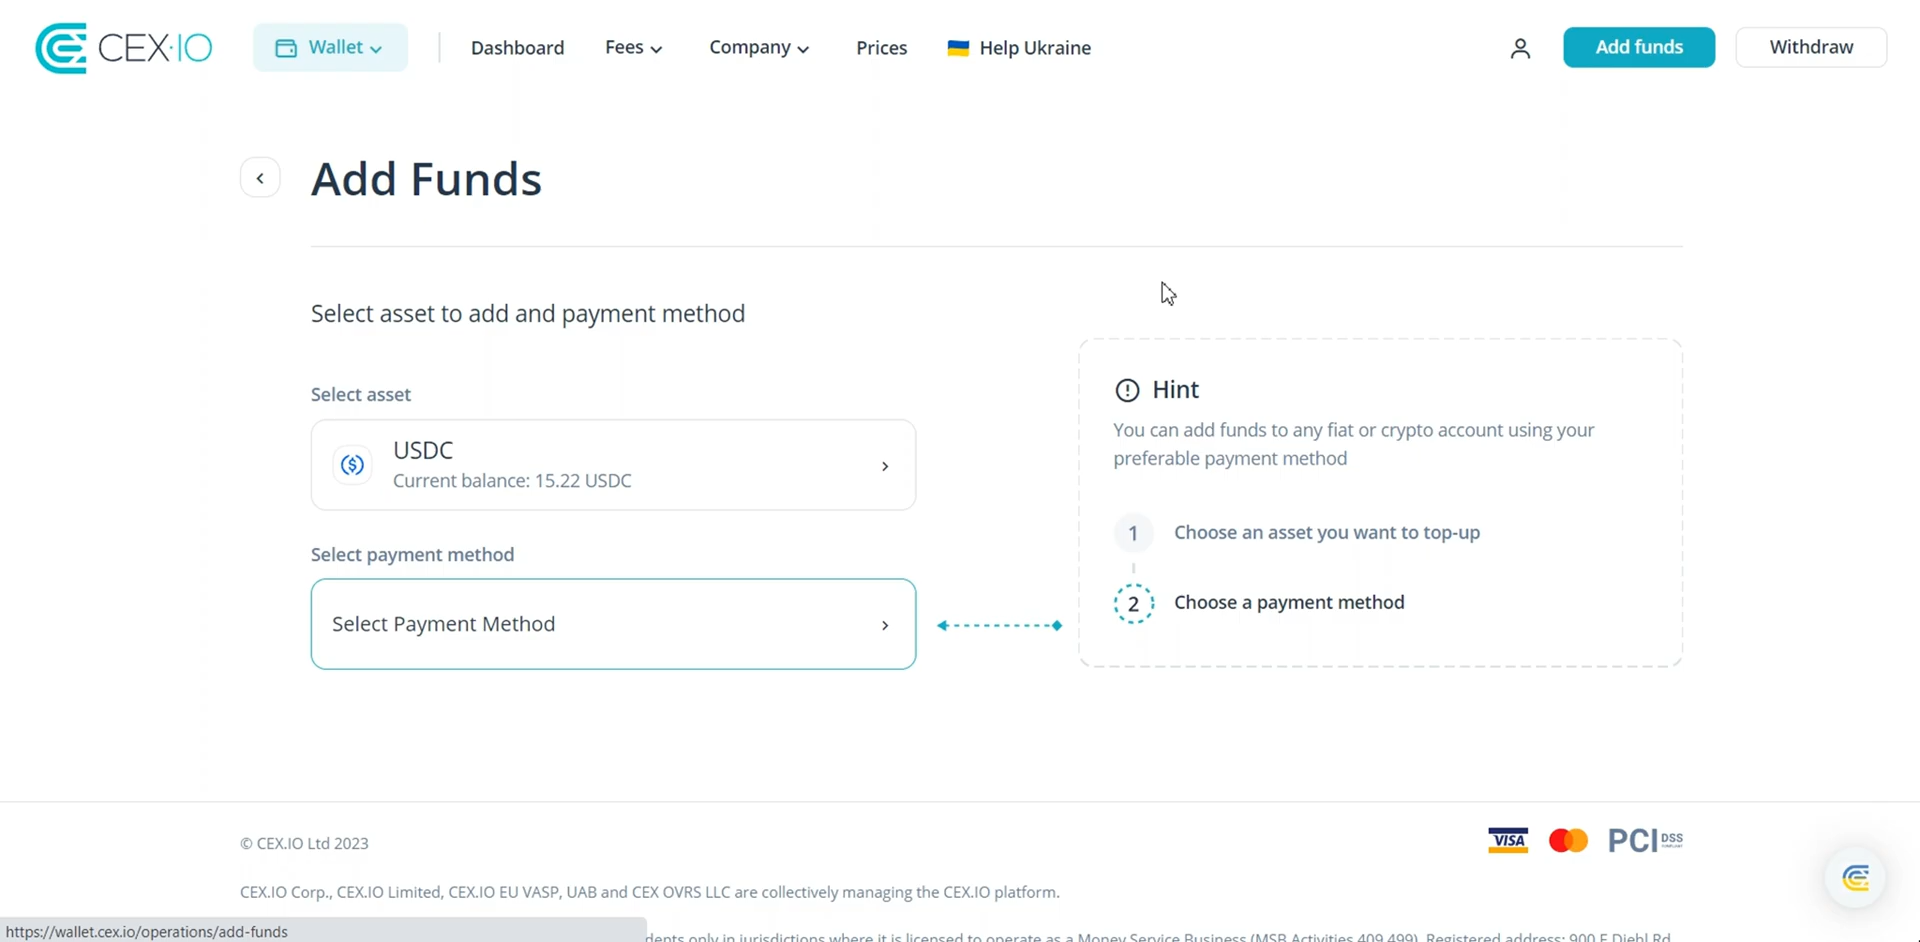 CEX·IO
Wallet
Dashboard
Fees
Company
Prices
Help Ukraine
Add funds
Withdraw
Add Funds
Select asset to add and payment method
Select asset
USDC
Current balance: 15.22 USDC
Select payment method
Select Payment Method
Hint
You can add funds to any fiat or crypto account using your
preferable payment method
1 Choose an asset you want to top-up
2 Choose a payment method
© CEX.IO Ltd 2023
VISA
PCI DSS
CEX.IO Corp., CEX.IO Limited, CEX.IO EU VASP, UAB and CEX OVRS LLC are collectively managing the CEX.IO platform.
https://wallet.cex.io/operations/add-funds
dents only in jurisdictions where it is licensed to operate as a Money Service Business (MSB Activities 409,499). Registered address: 900 E Diehl Rd